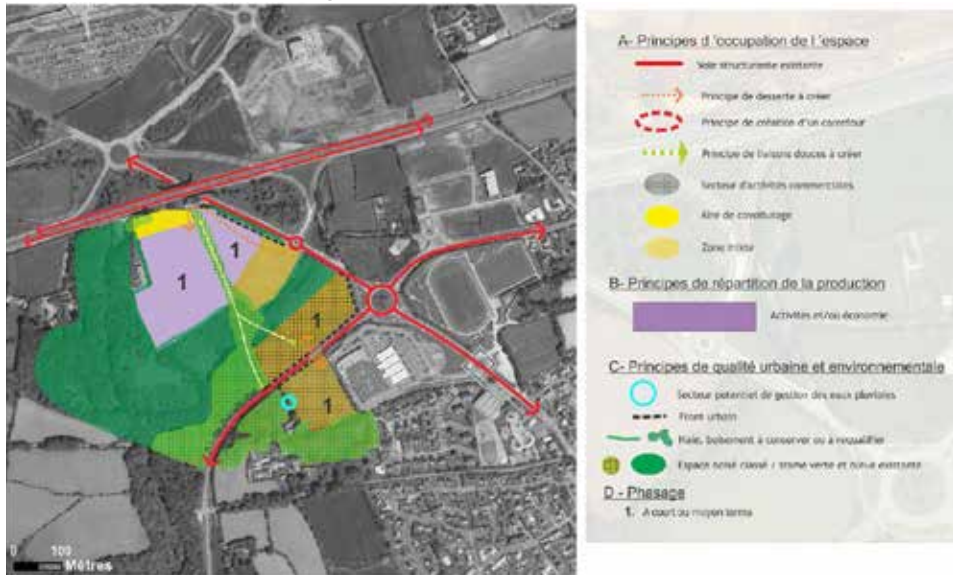 1
1
1
1
0 100
Mètres
A- Principes d 'occupation de l 'espace
Voie structurante existante
Principe de desserte à créer
Principe de création d'un carrefour
Principe de liaisons douces à créer
Secteur d'activités commerciales
Aire de covoiturage
Zone mixte
B- Principes de répartition de la production
Activités et/ou économie
C- Principes de qualité urbaine et environnementale
Secteur potentiel de gestion des eaux pluviales
Front urbain
Haie, boisement à conserver ou à requalifier
Espace boisé classé / trame verte et bleue existante
D - Phasage
1. A court ou moyen terme